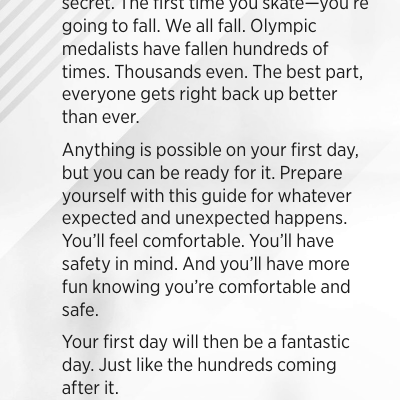 secret. The first time you skate—you’re
going to fall. We all fall. Olympic
medalists have fallen hundreds of
times. Thousands even. The best part,
everyone gets right back up better
than ever.
Anything is possible on your first day,
but you can be ready for it. Prepare
yourself with this guide for whatever
expected and unexpected happens.
You’ll feel comfortable. You’ll have
safety in mind. And you’ll have more
fun knowing you’re comfortable and
safe.
Your first day will then be a fantastic
day. Just like the hundreds coming
after it.